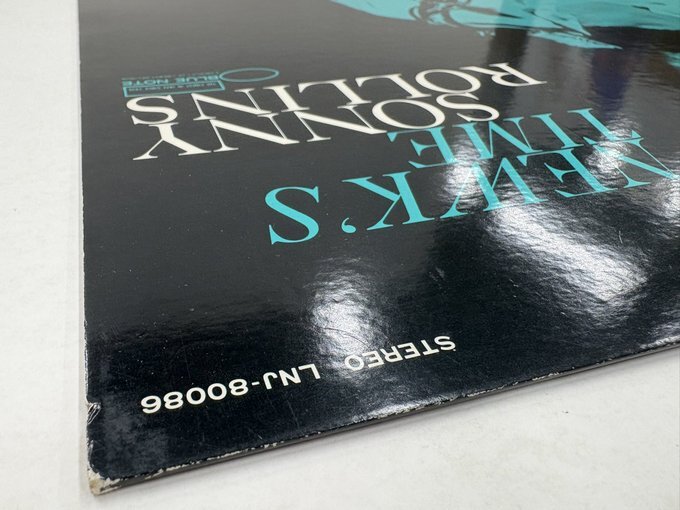 STEREO LNJ-80086
NEWK'S
TIME
SONNY
ROLLINS
BLUE NOTE